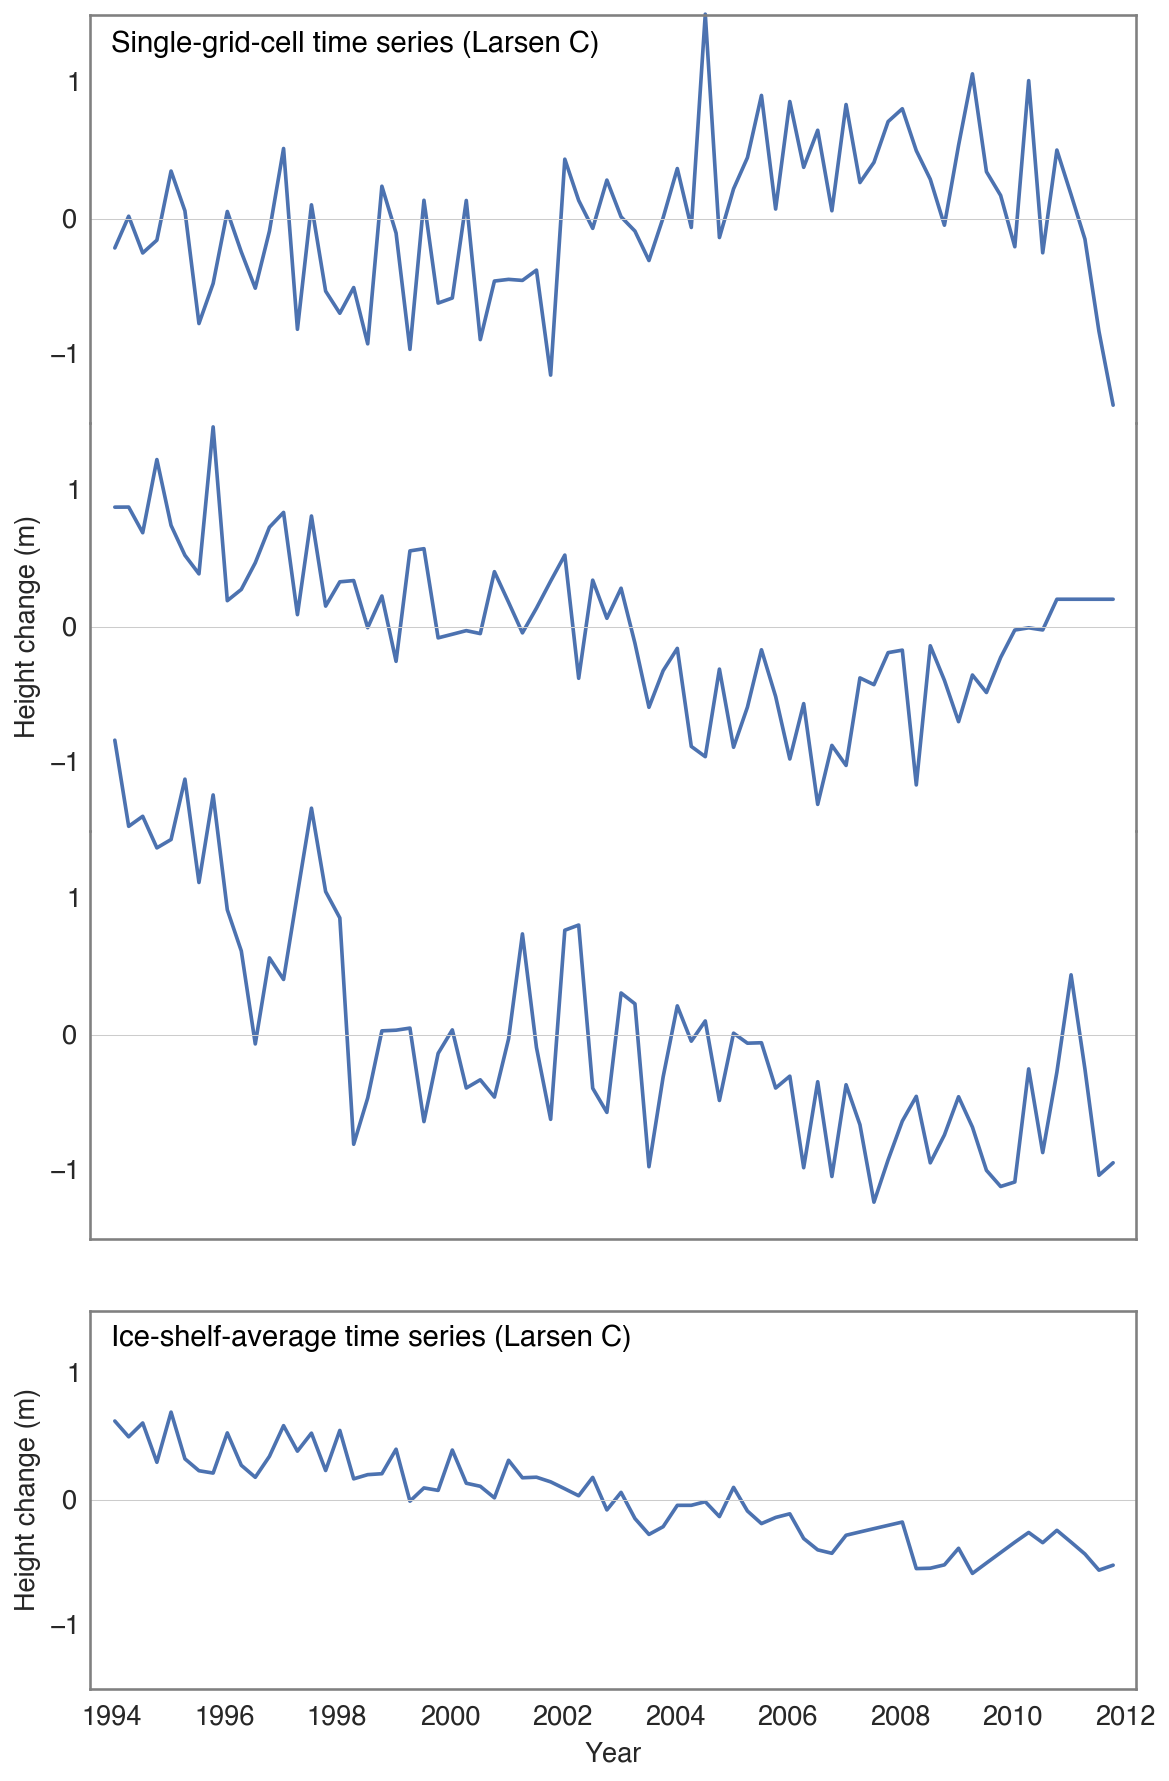 Single-grid-cell time series (Larsen C)
1
0
−1
1
0
−1
1
0
−1
Height change (m)
Ice-shelf-average time series (Larsen C)
1
0
−1
Height change (m)
1994 1996 1998 2000 2002 2004 2006 2008 2010 2012
Year